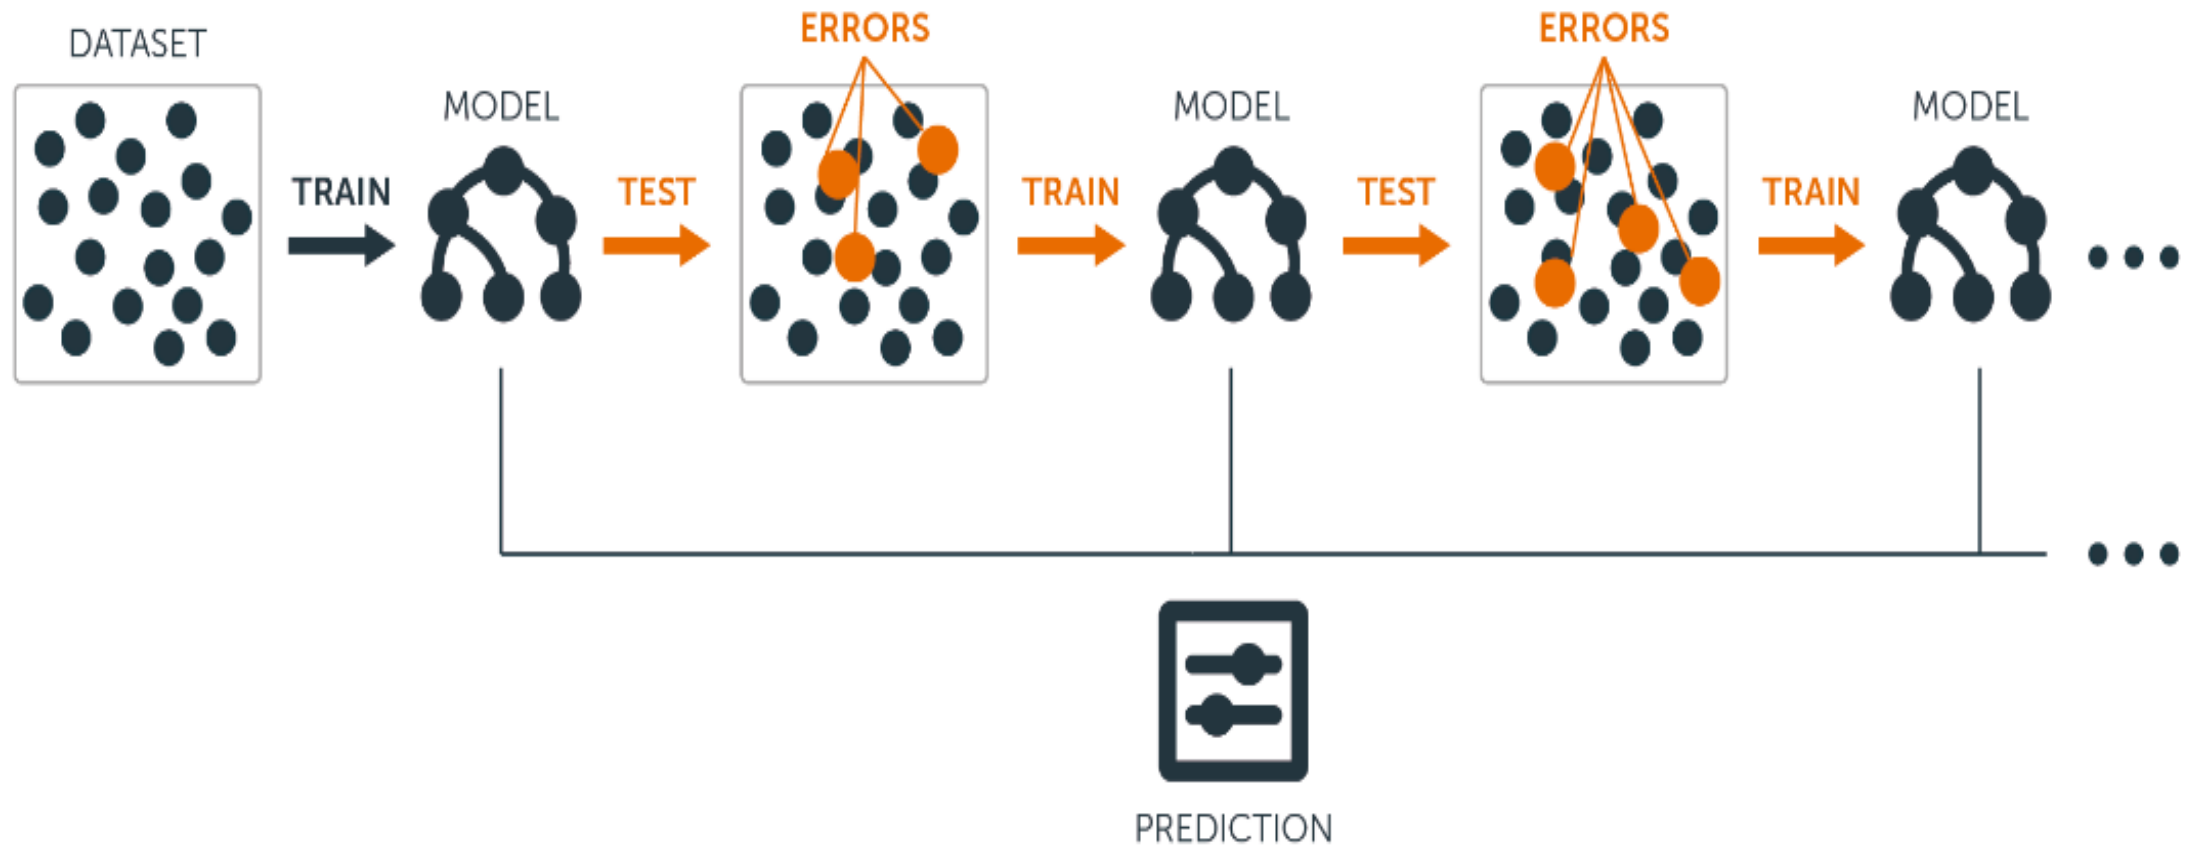 DATASET
TRAIN
MODEL
TEST
ERRORS
TRAIN
MODEL
TEST
ERRORS
TRAIN
MODEL
PREDICTION